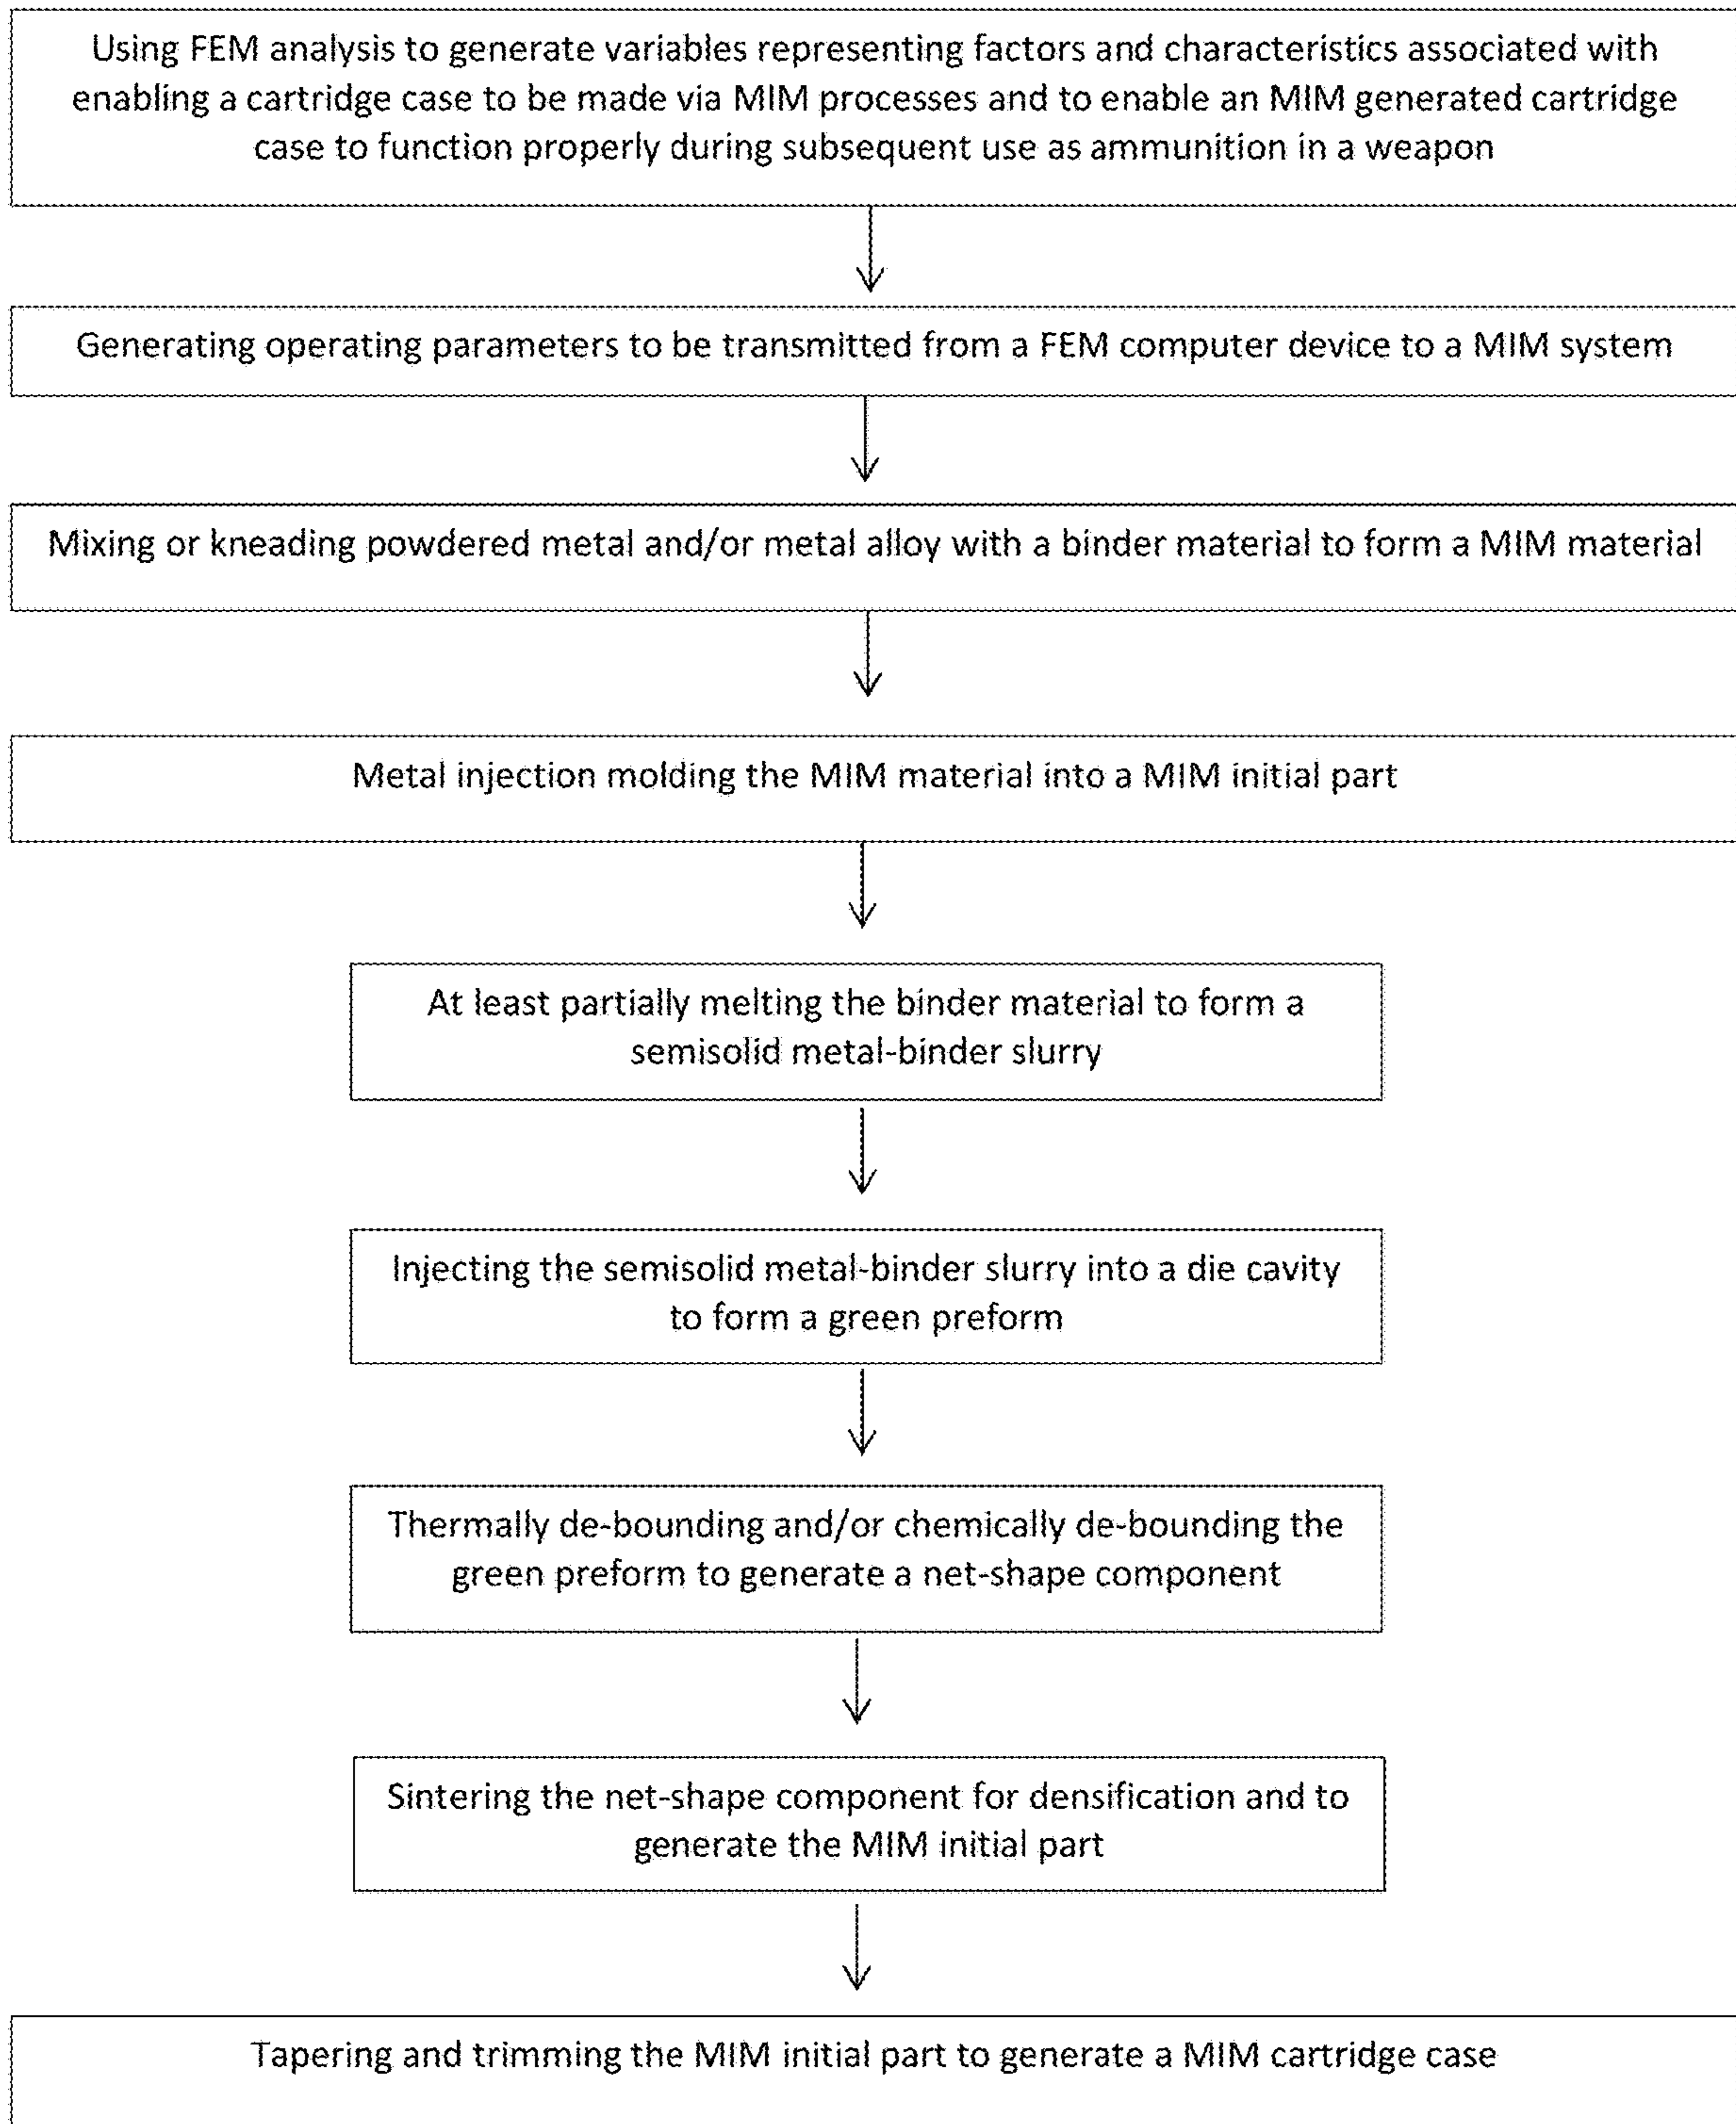 Using FEM analysis to generate variables representing factors and characteristics associated with
enabling a cartridge case to be made via MIM processes and to enable an MIM generated cartridge
case to function properly during subsequent use as ammunition in a weapon
Generating operating parameters to be transmitted from a FEM computer device to a MIM system
Mixing or kneading powdered metal and/or metal alloy with a binder material to form a MIM material
Metal injection molding the MIM material into a MIM initial part
At least partially melting the binder material to form a
semisolid metal-binder slurry
Injecting the semisolid metal-binder slurry into a die cavity
to form a green preform
Thermally de-bounding and/or chemically de-bounding the
green preform to generate a net-shape component
Sintering the net-shape component for densification and to
generate the MIM initial part
Tapering and trimming the MIM initial part to generate a MIM cartridge case